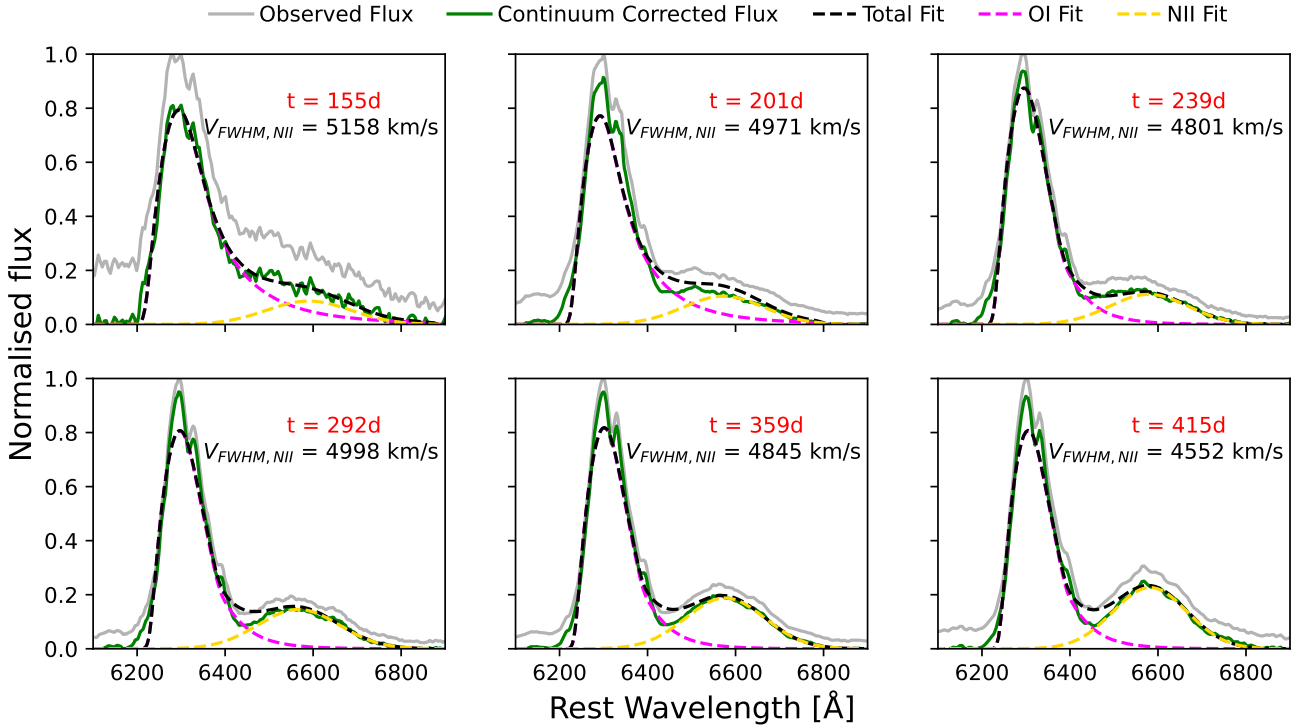 Observed Flux Continuum Corrected Flux Total Fit OI Fit NII Fit
Normalised flux
1.0
0.8
0.6
0.4
0.2
0.0
t = 155d
V_FWHM, NII = 5158 km/s
t = 201d
V_FWHM, NII = 4971 km/s
t = 239d
V_FWHM, NII = 4801 km/s
1.0
0.8
0.6
0.4
0.2
0.0
t = 292d
V_FWHM, NII = 4998 km/s
t = 359d
V_FWHM, NII = 4845 km/s
t = 415d
V_FWHM, NII = 4552 km/s
6200 6400 6600 6800
6200 6400 6600 6800
6200 6400 6600 6800
Rest Wavelength [Å]